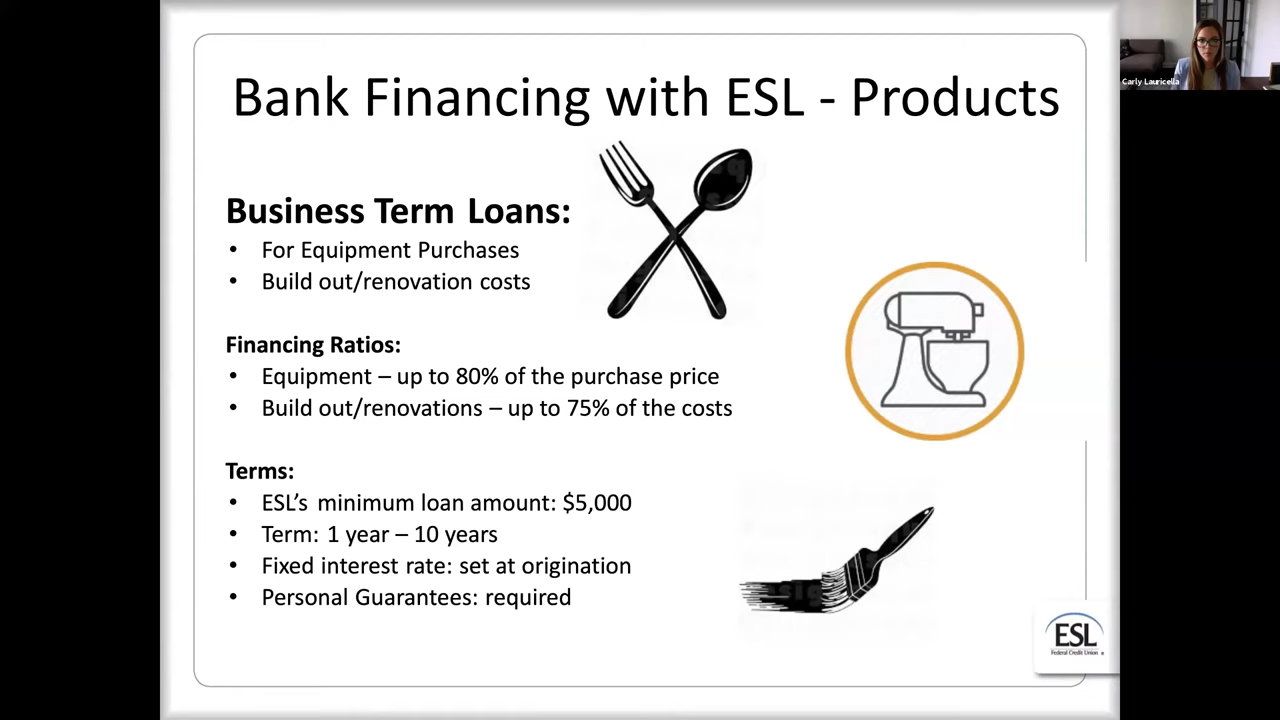 Bank Financing with ESL - Products
Carly Lauricella
Business Term Loans:
• For Equipment Purchases
• Build out/renovation costs
Financing Ratios:
• Equipment – up to 80% of the purchase price
• Build out/renovations – up to 75% of the costs
Terms:
• ESL’s minimum loan amount: $5,000
• Term: 1 year – 10 years
• Fixed interest rate: set at origination
• Personal Guarantees: required
ESL
Federal Credit Union